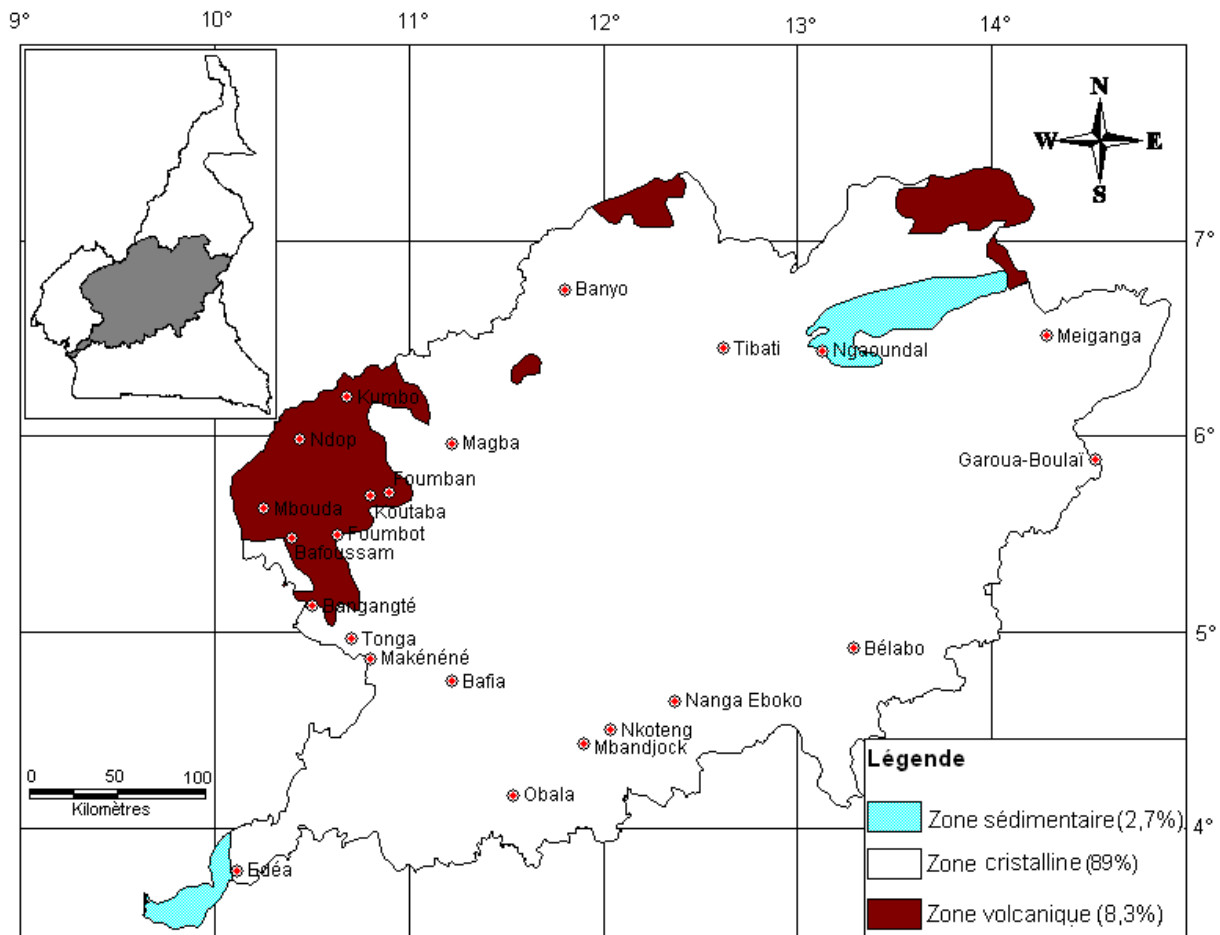 9° 10° 11° 12° 13° 14°
N
W E
S
7°
Banyo
Tibati
Ngaoundal
Meiganga
Kumbo
6°
Ndop
Magba
Garoua-Boulaï
Foumban
Mbouda
Koutaba
Foumbot
Bafoussam
Bangangté
5°
Tonga
Bélabo
Makénéné
Bafia
Nanga Eboko
Nkoteng
Mbandjock
0 50 100
Kilomètres
Obala
4°
Edéa
Légende
Zone sédimentaire (2,7%)
Zone cristalline (89%)
Zone volcanique (8,3%)